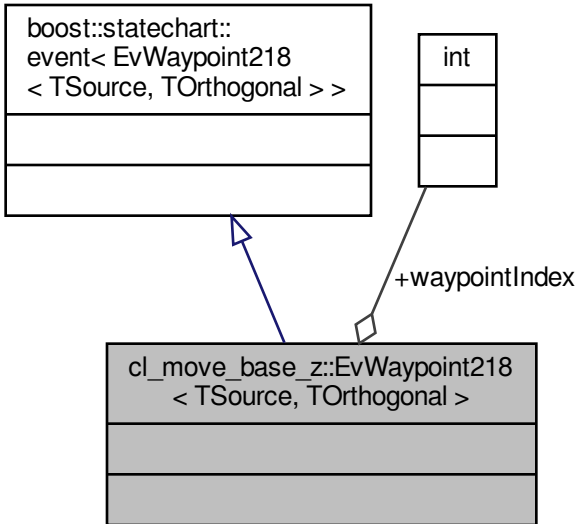 boost::statechart::
event< EvWaypoint218
< TSource, TOrthogonal > >
int
+waypointIndex
cl_move_base_z::EvWaypoint218
< TSource, TOrthogonal >